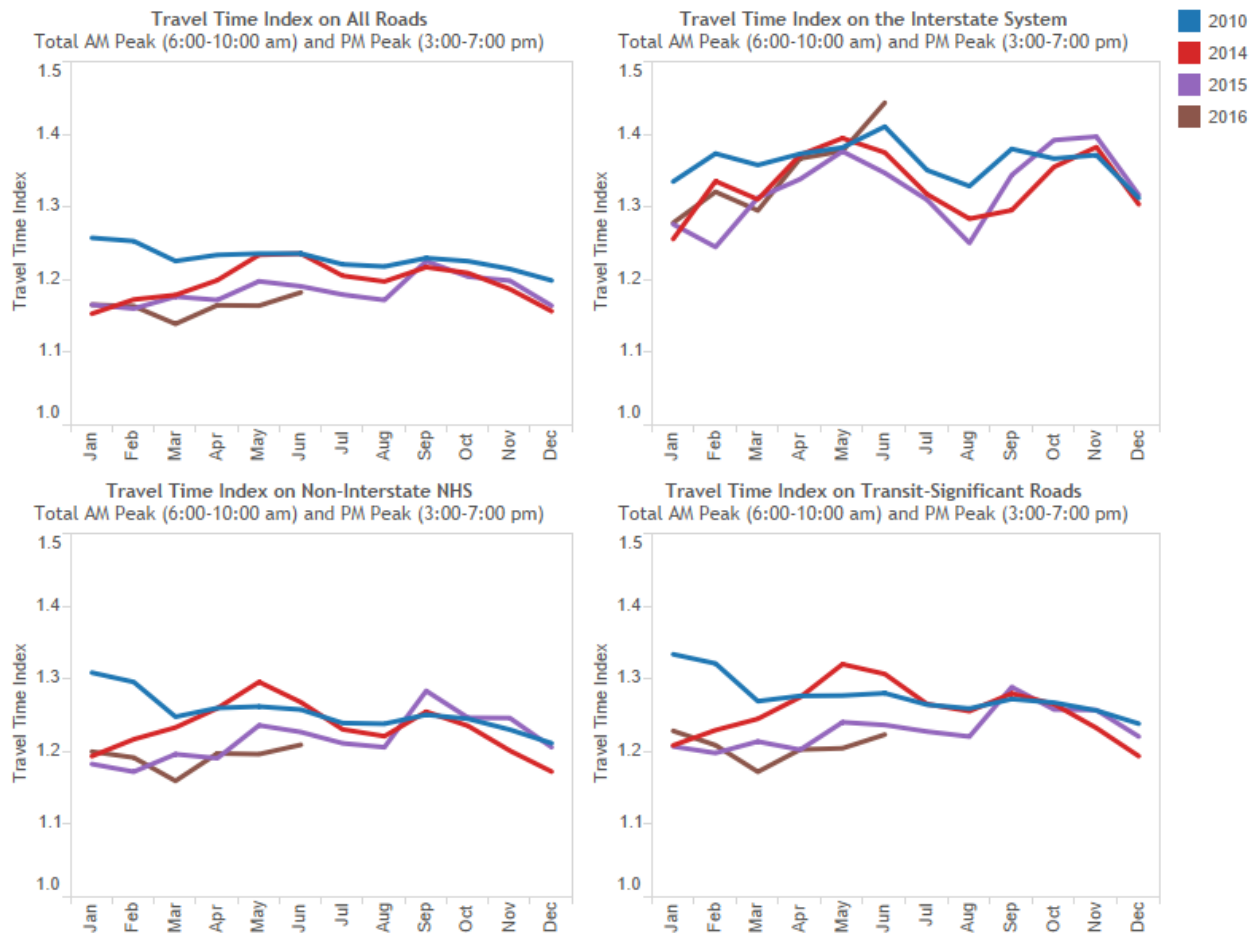 Travel Time Index on All Roads
Total AM Peak (6:00-10:00 am) and PM Peak (3:00-7:00 pm)
1.5
1.4
1.3
1.2
1.1
1.0
Travel Time Index
Jan
Feb
Mar
Apr
May
Jun
Jul
Aug
Sep
Oct
Nov
Dec
Travel Time Index on the Interstate System
Total AM Peak (6:00-10:00 am) and PM Peak (3:00-7:00 pm)
1.5
1.4
1.3
1.2
1.1
1.0
Travel Time Index
Jan
Feb
Mar
Apr
May
Jun
Jul
Aug
Sep
Oct
Nov
Dec
2010
2014
2015
2016
Travel Time Index on Non-Interstate NHS
Total AM Peak (6:00-10:00 am) and PM Peak (3:00-7:00 pm)
1.5
1.4
1.3
1.2
1.1
1.0
Travel Time Index
Jan
Feb
Mar
Apr
May
Jun
Jul
Aug
Sep
Oct
Nov
Dec
Travel Time Index on Transit-Significant Roads
Total AM Peak (6:00-10:00 am) and PM Peak (3:00-7:00 pm)
1.5
1.4
1.3
1.2
1.1
1.0
Travel Time Index
Jan
Feb
Mar
Apr
May
Jun
Jul
Aug
Sep
Oct
Nov
Dec